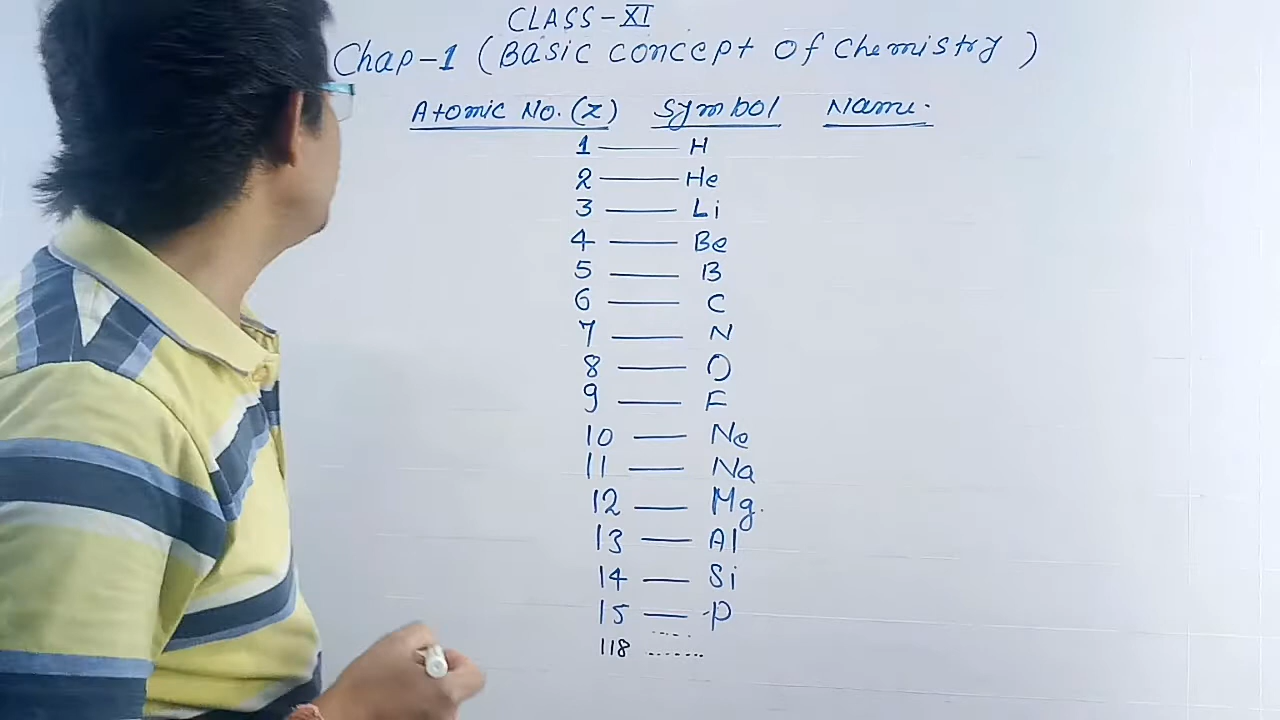 CLASS-XI
Chap-1 (Basic concept Of chemistry)
Atomic No.(Z) Symbol Name.
1 — H
2 — He
3 — Li
4 — Be
5 — B
6 — C
7 — N
8 — O
9 — F
10 — Ne
11 — Na
12 — Mg.
13 — Al
14 — Si
15 — P
118 ........